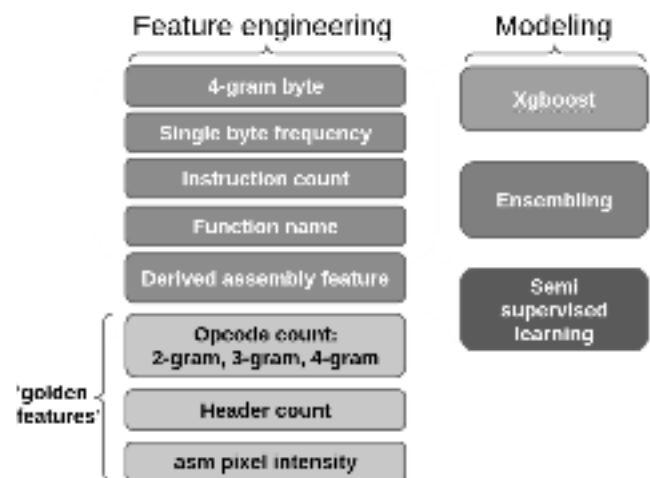 Feature engineering
4-gram byte
Single byte frequency
Instruction count
Function name
Derived assembly feature
Opcode count:
2-gram, 3-gram, 4-gram
Header count
asm pixel intensity
'golden
features'
Modeling
Xgboost
Ensembling
Semi
supervised
learning